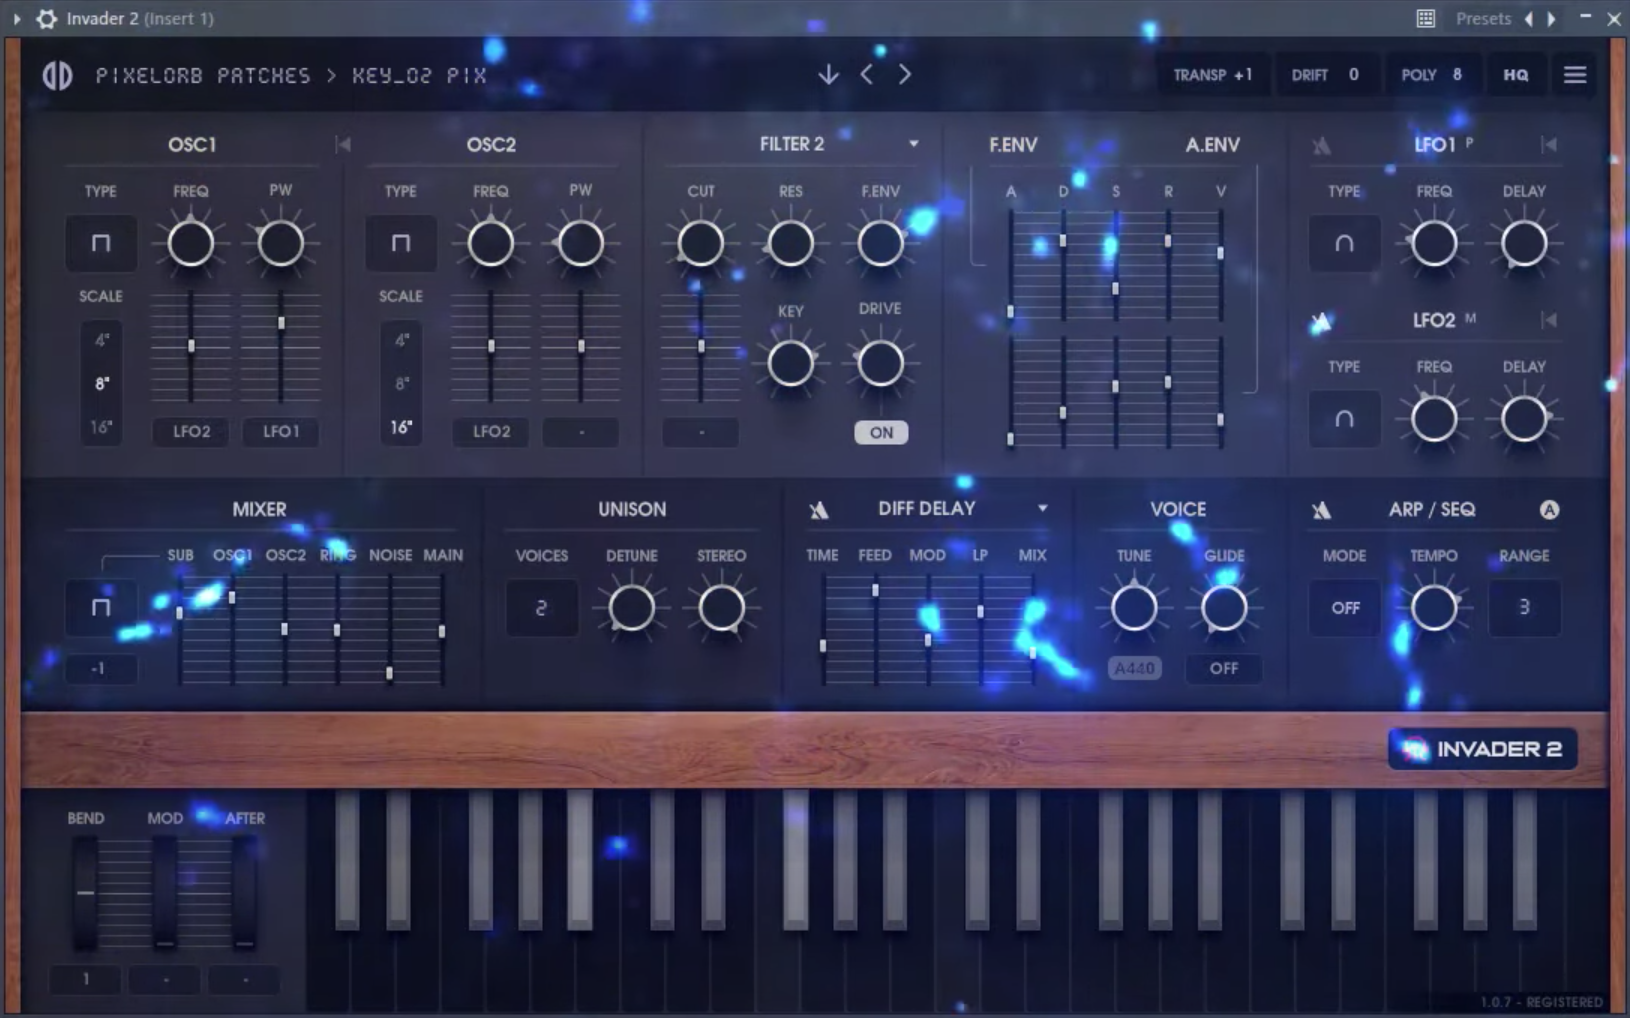 Invader 2 (Insert 1) Presets
PIXELORB PATCHES > KEY_02 PIX TRANSP +1 DRIFT 0 POLY 8 HQ
OSC1 OSC2 FILTER 2 F.ENV A.ENV LFO1 P
TYPE FREQ PW TYPE FREQ PW CUT RES F.ENV A D S R V TYPE FREQ DELAY
SCALE SCALE KEY DRIVE LFO2 M
4" 4"
8" 8" TYPE FREQ DELAY
16" LFO2 LFO1 16" LFO2 - - ON
MIXER UNISON DIFF DELAY VOICE ARP / SEQ A
SUB OSC1 OSC2 RING NOISE MAIN VOICES DETUNE STEREO TIME FEED MOD LP MIX TUNE GLIDE MODE TEMPO RANGE
2 OFF 3
-1 A440 OFF
INVADER 2
BEND MOD AFTER
1 - -
1.0.7 - REGISTERED